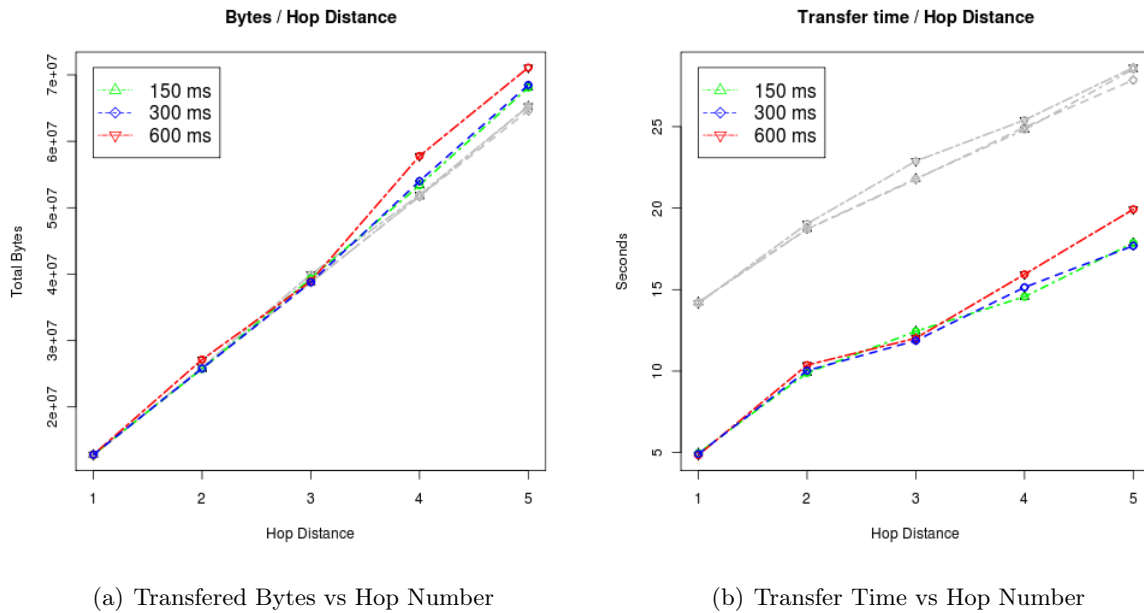 Bytes / Hop Distance
Total Bytes
7e+07
6e+07
5e+07
4e+07
3e+07
2e+07
150 ms
300 ms
600 ms
1 2 3 4 5
Hop Distance
(a) Transfered Bytes vs Hop Number
Transfer time / Hop Distance
Seconds
25
20
15
10
5
150 ms
300 ms
600 ms
1 2 3 4 5
Hop Distance
(b) Transfer Time vs Hop Number